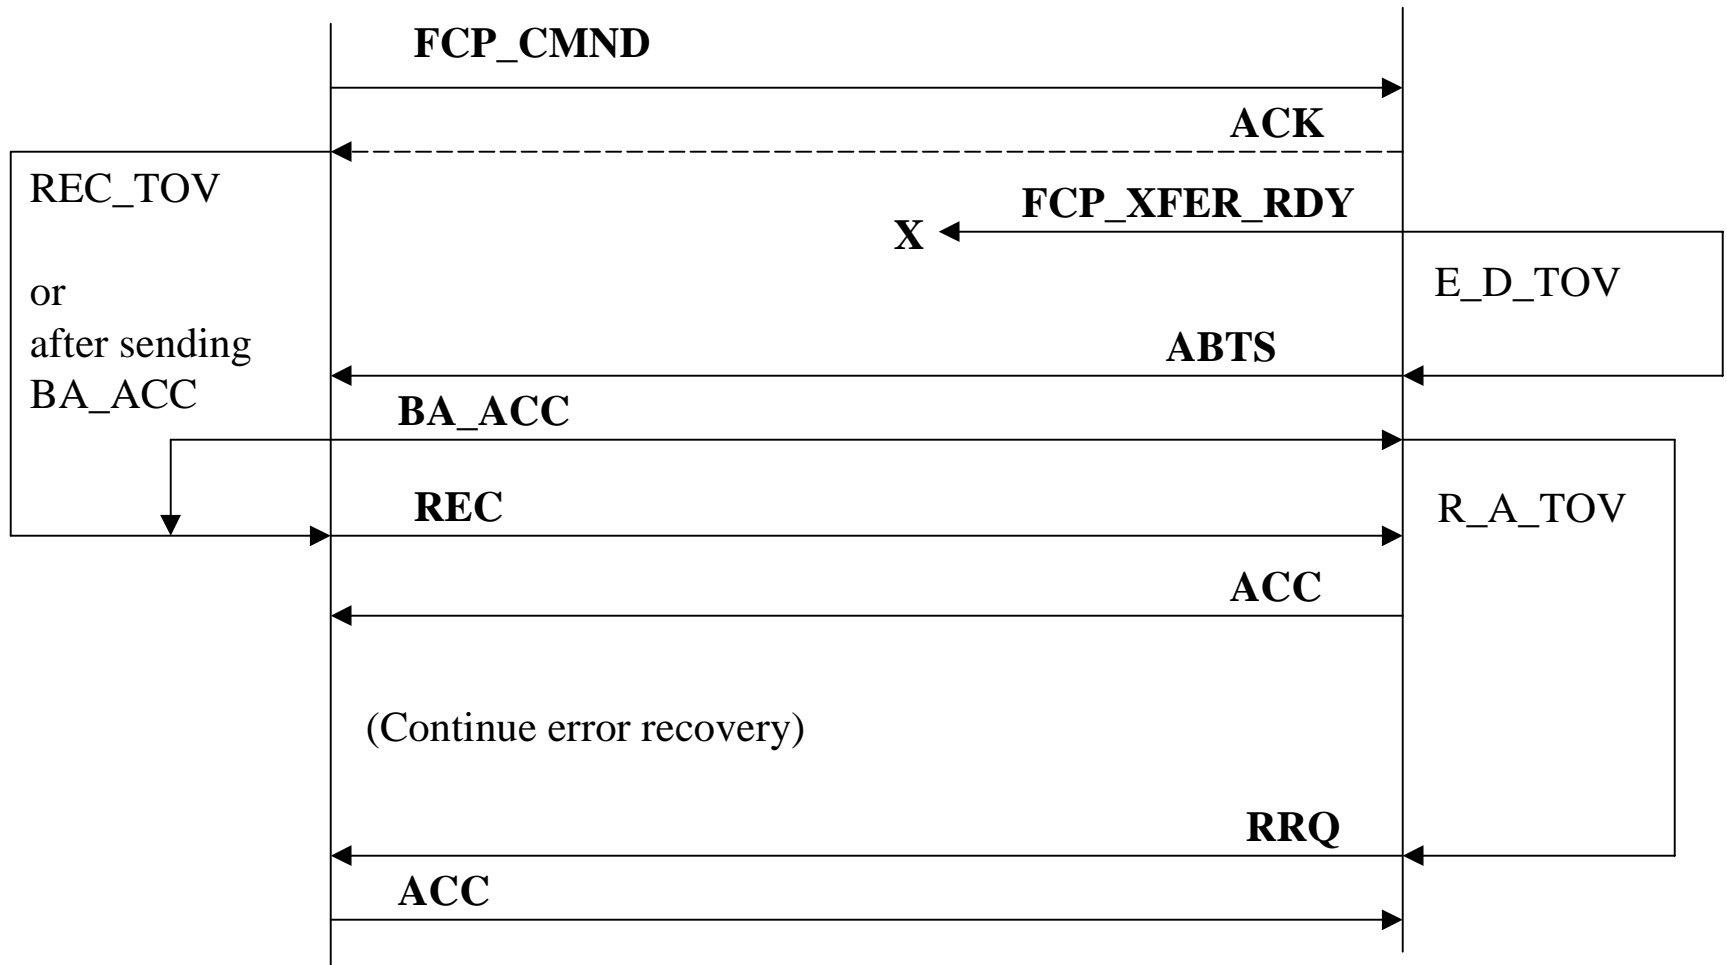 FCP_CMND
ACK
REC_TOV
FCP_XFER_RDY
X
or
after sending
BA_ACC
E_D_TOV
ABTS
BA_ACC
REC
R_A_TOV
ACC
(Continue error recovery)
RRQ
ACC